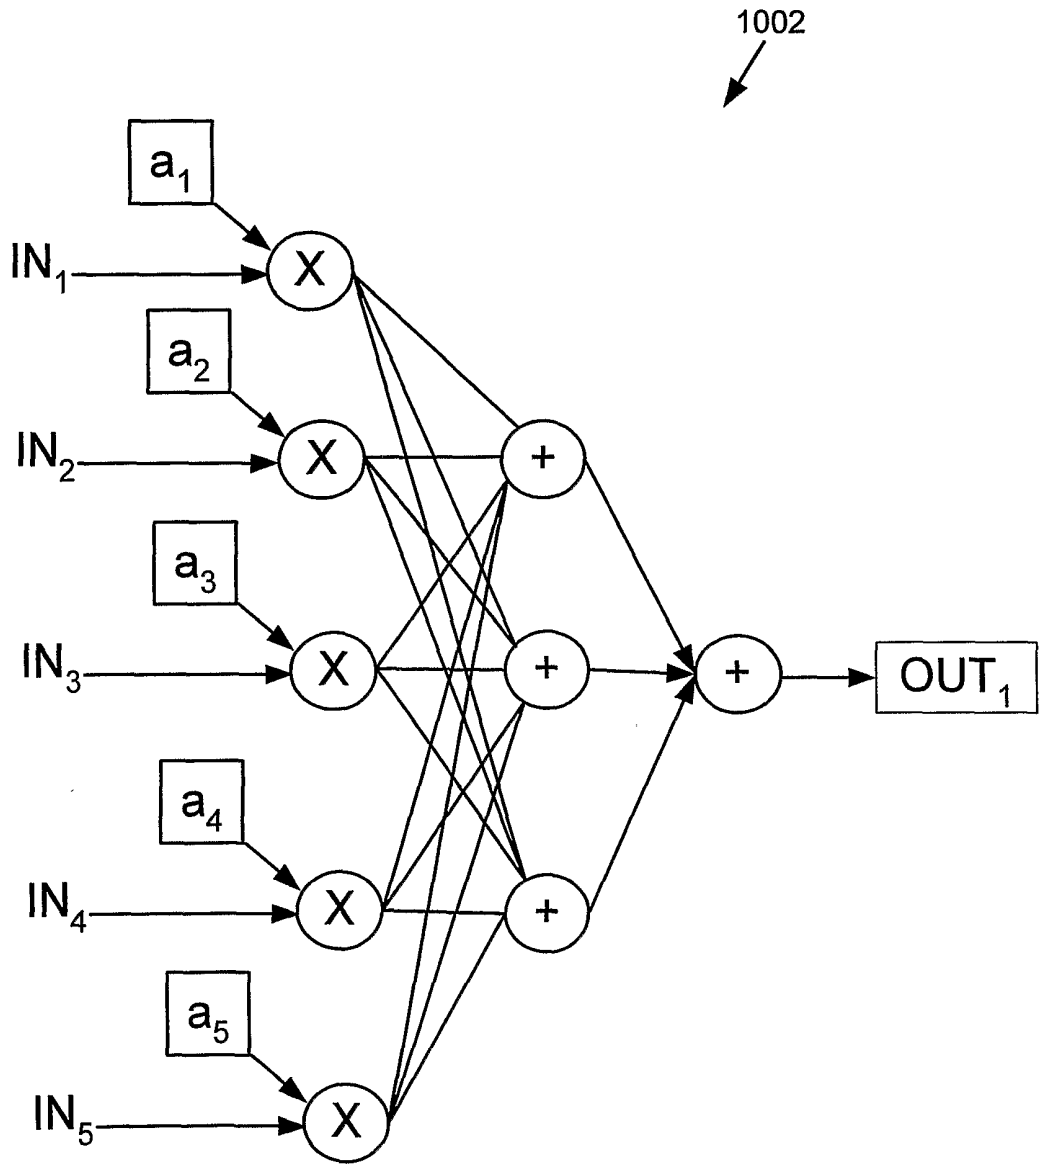 1002
a1
IN1
X
a2
IN2
X
+
a3
IN3
X
+
+
OUT1
a4
IN4
X
+
a5
IN5
X